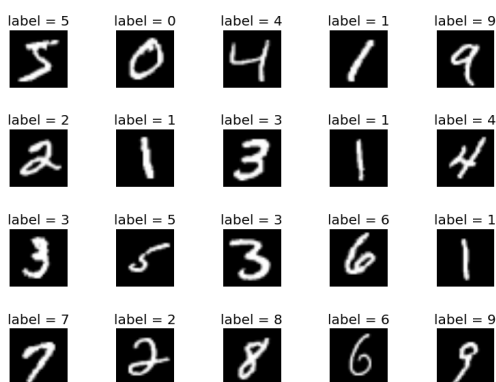 label = 5 label = 0 label = 4 label = 1 label = 9
5 0 4 1 9
label = 2 label = 1 label = 3 label = 1 label = 4
2 1 3 1 4
label = 3 label = 5 label = 3 label = 6 label = 1
3 5 3 6 1
label = 7 label = 2 label = 8 label = 6 label = 9
7 2 8 6 9